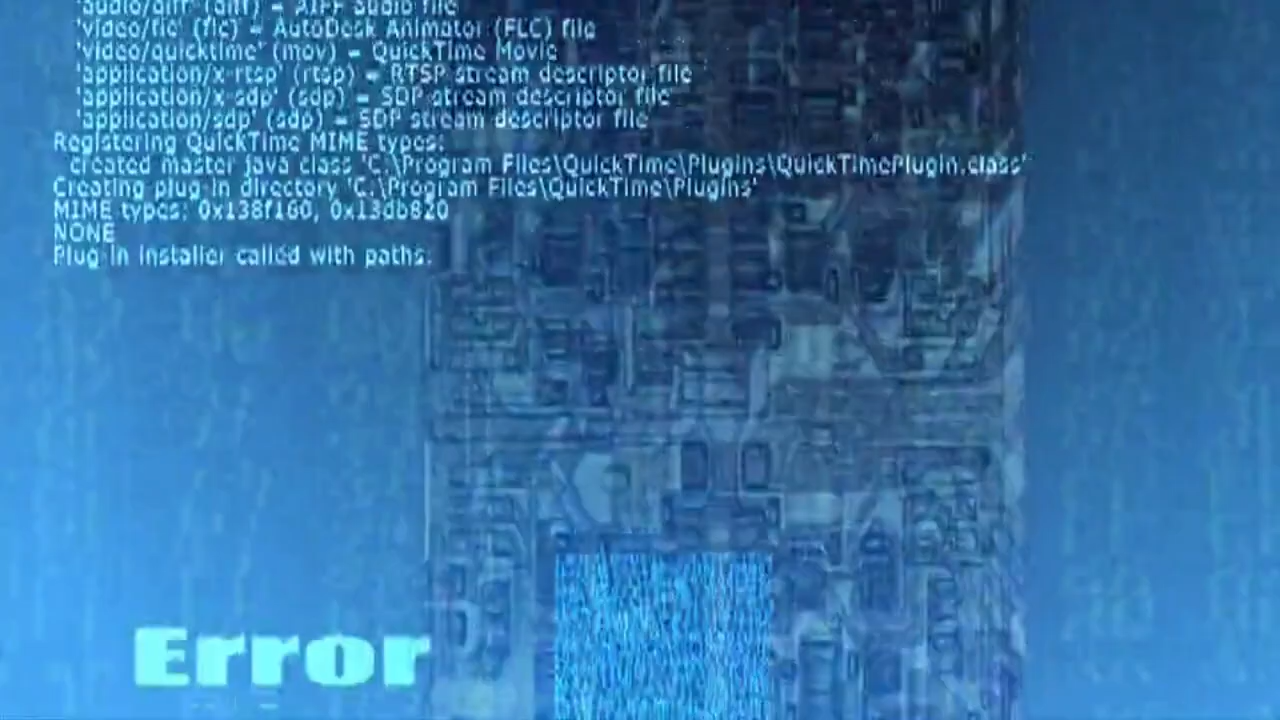 'audio/aiff' (aiff) = AIFF audio file
'video/flc' (flc) = AutoDesk Animator (FLC) file
'video/quicktime' (mov) = QuickTime Movie
'application/x-rtsp' (rtsp) = RTSP stream descriptor file
'application/x-sdp' (sdp) = SDP stream descriptor file
'application/sdp' (sdp) = SDP stream descriptor file
Registering QuickTime MIME types:
created master java class 'C:\Program Files\QuickTime\Plugins\QuickTimePlugin.class'
Creating plug-in directory 'C:\Program Files\QuickTime\Plugins'
MIME types: 0x138f160, 0x13db820
NONE
Plug-in installer called with paths:
Error